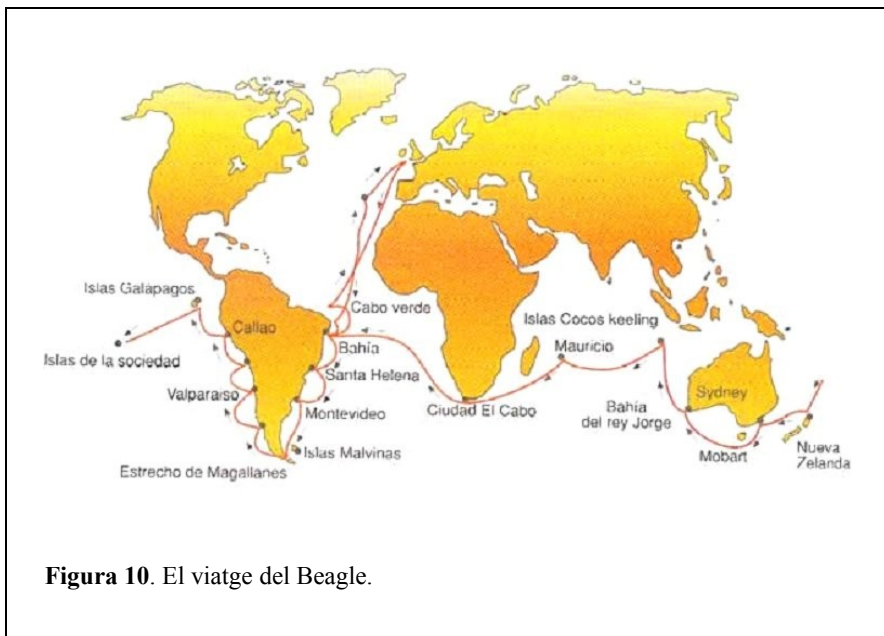 Islas Galápagos
Cabo verde
Islas Cocos keeling
Callao
Islas de la sociedad
Bahía
Mauricio
Santa Helena
Valparaiso
Sydney
Montevideo
Ciudad El Cabo
Bahía
del rey Jorge
Islas Malvinas
Estrecho de Magallanes
Mobart
Nueva
Zelanda
Figura 10. El viatge del Beagle.